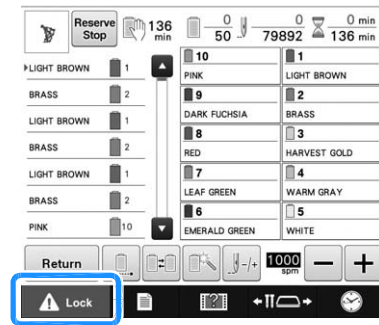 Reserve Stop
136 min
0 50
0 79892
0 min 136 min
LIGHT BROWN 1
BRASS 2
LIGHT BROWN 1
BRASS 2
LIGHT BROWN 1
BRASS 2
PINK 10
10 PINK
1 LIGHT BROWN
9 DARK FUCHSIA
2 BRASS
8 RED
3 HARVEST GOLD
7 LEAF GREEN
4 WARM GRAY
6 EMERALD GREEN
5 WHITE
Return
-/+
1000 spm
− +
Lock